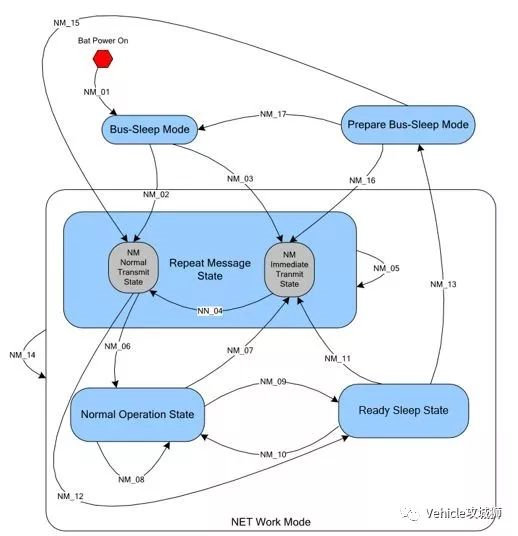 NM_15
Bat Power On
NM_01
NM_17
Bus-Sleep Mode
Prepare Bus-Sleep Mode
NM_02
NM_03
NM_16
NM
Normal
Transmit
State
Repeat Message
State
NM
Immediate
Tranmit
State
NM_05
NM_13
NN_04
NM_14
NM_06
NM_07
NM_11
NM_09
Normal Operation State
Ready Sleep State
NM_10
NM_08
NM_12
Vehicle攻城狮
NET Work Mode